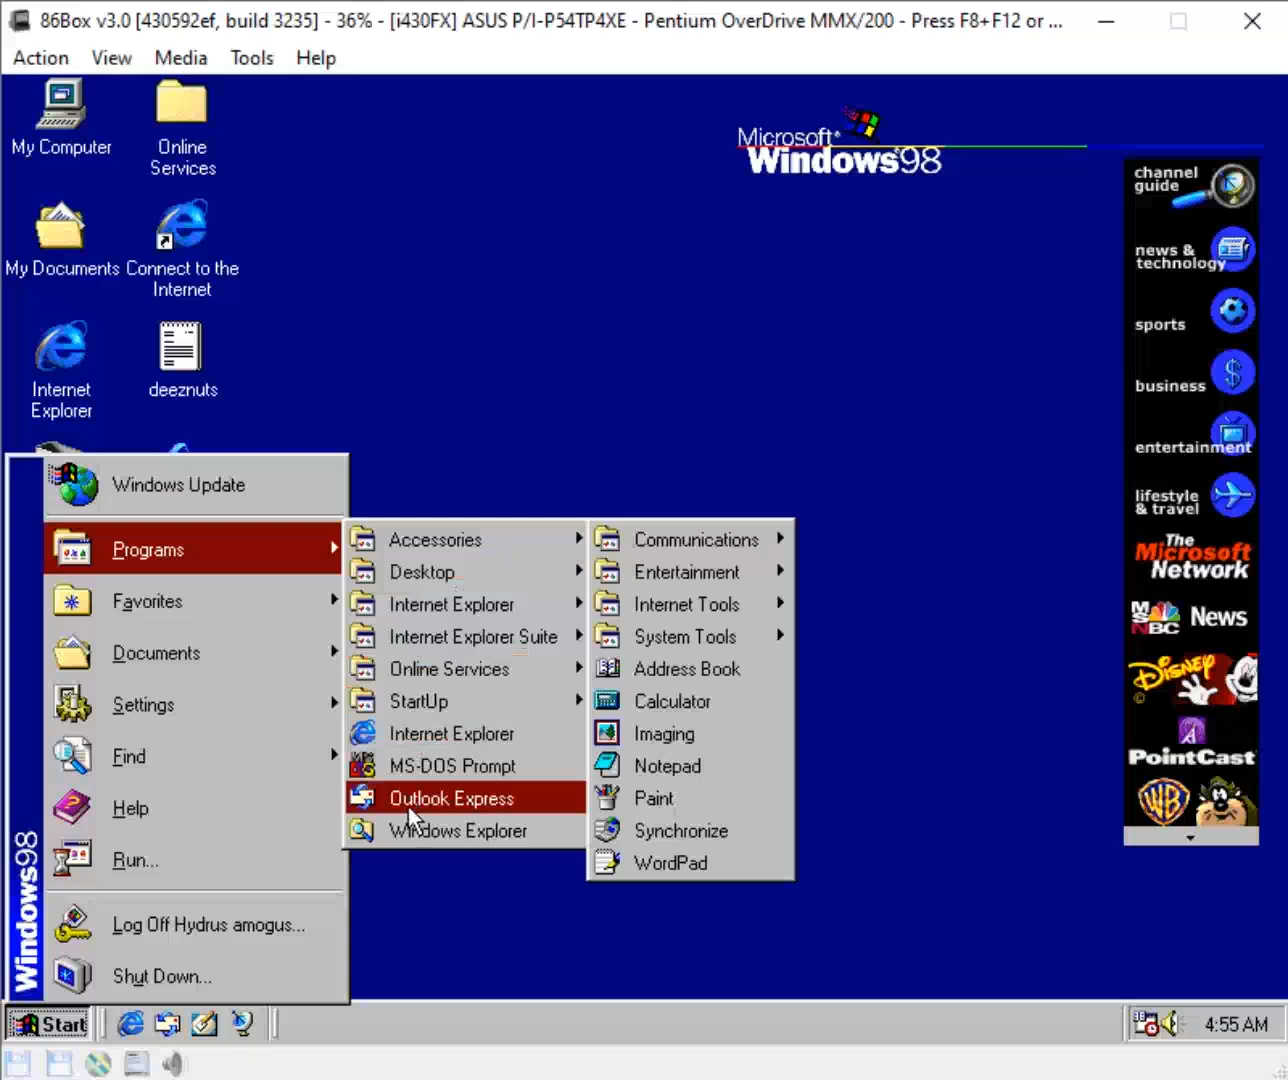 86Box v3.0 [430592ef, build 3235] - 36% - [i430FX] ASUS P/I-P54TP4XE - Pentium OverDrive MMX/200 - Press F8+F12 or ...
Action View Media Tools Help
My Computer
Online
Services
My Documents
Connect to the
Internet
Internet
Explorer
deeznuts
Microsoft
Windows98
channel
guide
news &
technology
sports
business
entertainment
lifestyle
& travel
The
Microsoft
Network
MSNBC News
Disney
PointCast
WB
Windows Update
Programs
Favorites
Documents
Settings
Find
Help
Run...
Log Off Hydrus amogus...
Shut Down...
Windows98
Accessories
Desktop
Internet Explorer
Internet Explorer Suite
Online Services
StartUp
Internet Explorer
MS-DOS Prompt
Outlook Express
Windows Explorer
Communications
Entertainment
Internet Tools
System Tools
Address Book
Calculator
Imaging
Notepad
Paint
Synchronize
WordPad
Start
4:55 AM